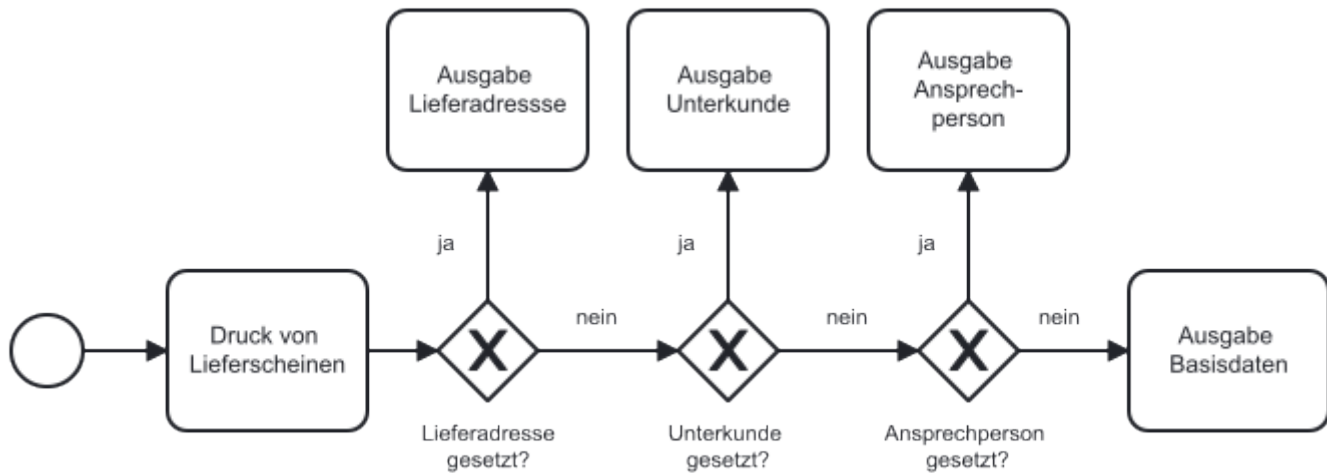 Ausgabe
Lieferadressse
Ausgabe
Unterkunde
Ausgabe
Ansprech-
person
ja
ja
ja
Druck von
Lieferscheinen
nein
nein
nein
Ausgabe
Basisdaten
Lieferadresse
gesetzt?
Unterkunde
gesetzt?
Ansprechperson
gesetzt?